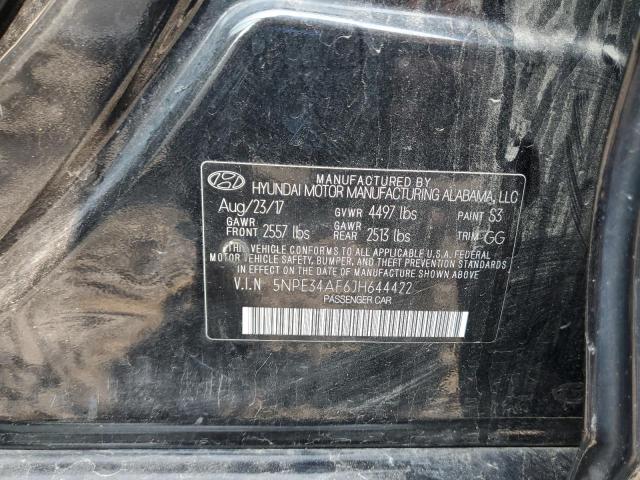 MANUFACTURED BY
HYUNDAI MOTOR MANUFACTURING ALABAMA, LLC
Aug/23/17 GVWR 4497 lbs PAINT S3
GAWR FRONT 2557 lbs GAWR REAR 2513 lbs TRIM GG
THIS VEHICLE CONFORMS TO ALL APPLICABLE U.S.A. FEDERAL
MOTOR VEHICLE SAFETY, BUMPER, AND THEFT PREVENTION STANDARDS
IN EFFECT ON THE DATE OF MANUFACTURE SHOWN ABOVE.
V.I.N 5NPE34AF6JH644422
PASSENGER CAR